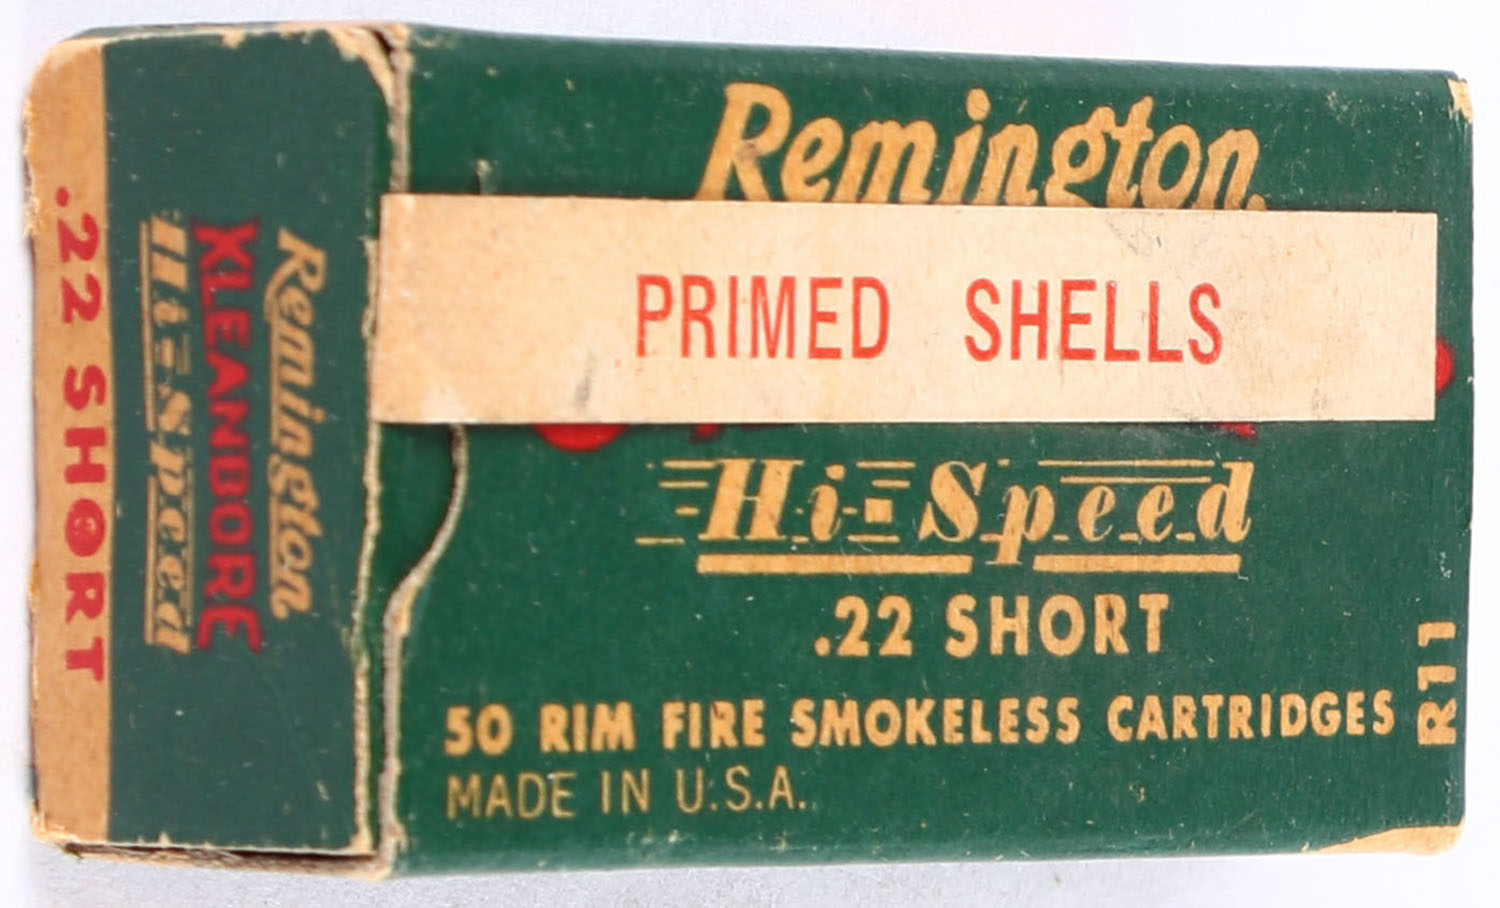 Remington
PRIMED SHELLS
Hi-Speed
.22 SHORT
50 RIM FIRE SMOKELESS CARTRIDGES
MADE IN U.S.A.
R11
Remington
KLEANBORE
Hi-Speed
.22 SHORT